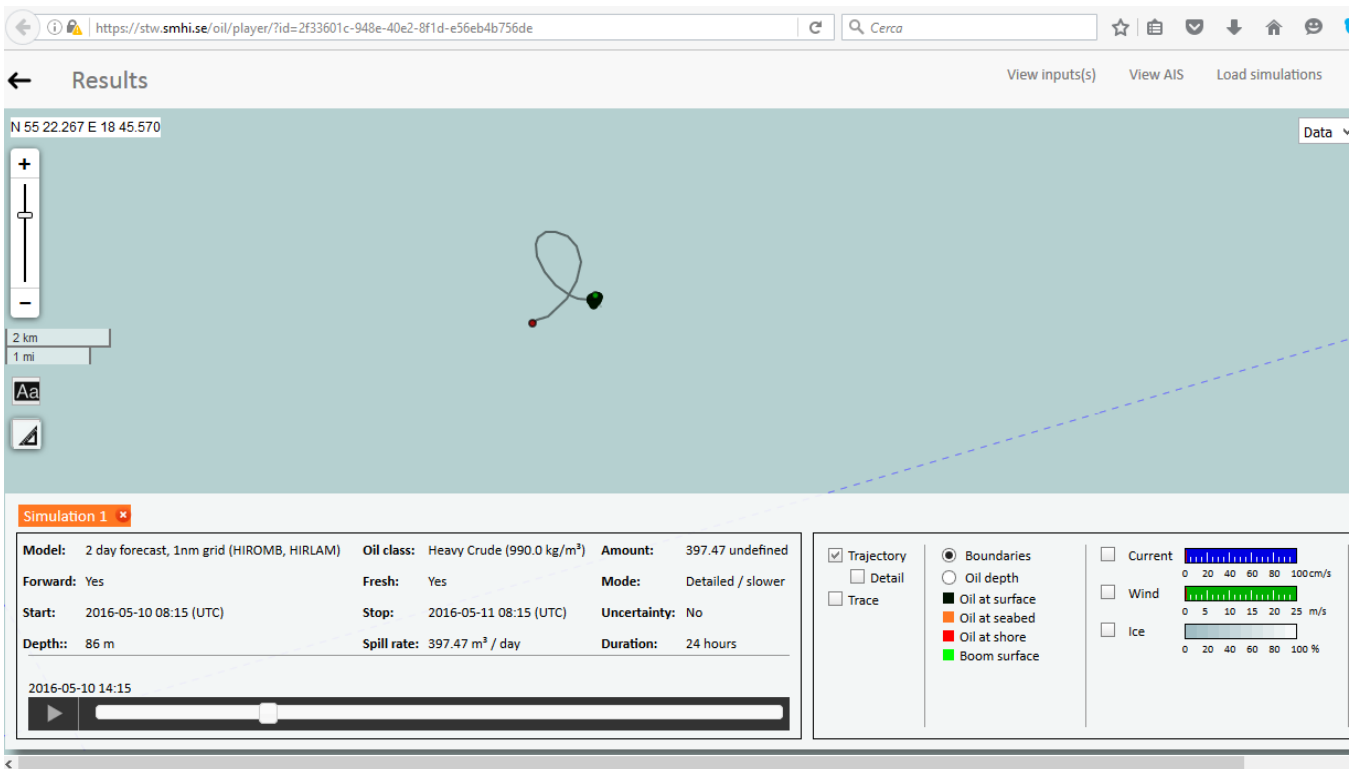 https://stw.smhi.se/oil/player/?id=2f33601c-948e-40e2-8f1d-e56eb4b756de
Cerca
Results
View inputs(s) View AIS Load simulations
N 55 22.267 E 18 45.570
Data
+
−
2 km
1 mi
Aa
Simulation 1
Model: 2 day forecast, 1nm grid (HIROMB, HIRLAM) Oil class: Heavy Crude (990.0 kg/m³) Amount: 397.47 undefined
Forward: Yes Fresh: Yes Mode: Detailed / slower
Start: 2016-05-10 08:15 (UTC) Stop: 2016-05-11 08:15 (UTC) Uncertainty: No
Depth:: 86 m Spill rate: 397.47 m³ / day Duration: 24 hours
2016-05-10 14:15
Trajectory
Detail
Trace
Boundaries
Oil depth
Oil at surface
Oil at seabed
Oil at shore
Boom surface
Current
0 20 40 60 80 100 cm/s
Wind
0 5 10 15 20 25 m/s
Ice
0 20 40 60 80 100 %